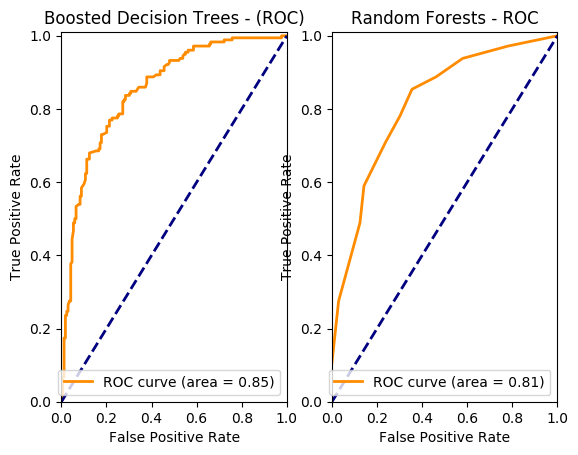 Boosted Decision Trees - (ROC)
True Positive Rate
1.0
0.8
0.6
0.4
0.2
0.0
ROC curve (area = 0.85)
0.0 0.2 0.4 0.6 0.8 1.0
False Positive Rate
Random Forests - ROC
True Positive Rate
1.0
0.8
0.6
0.4
0.2
0.0
ROC curve (area = 0.81)
0.0 0.2 0.4 0.6 0.8 1.0
False Positive Rate